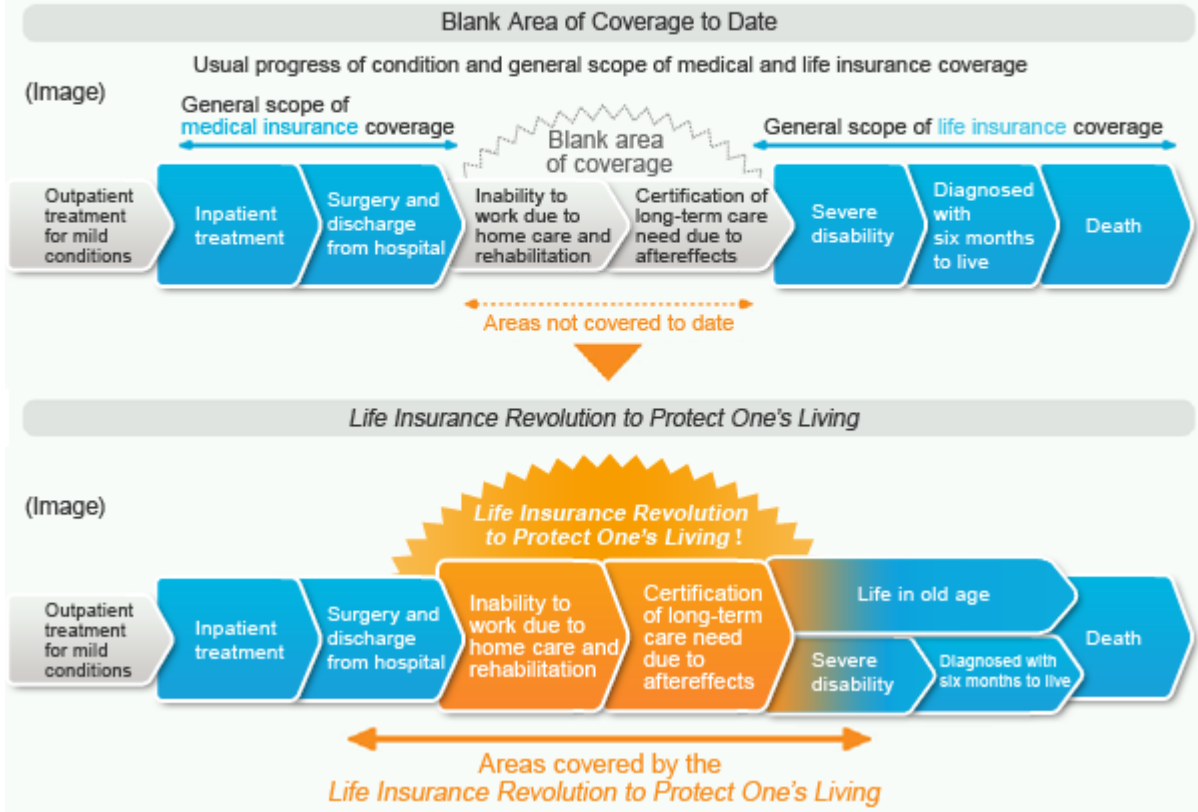 Blank Area of Coverage to Date
Usual progress of condition and general scope of medical and life insurance coverage
(Image)
General scope of
medical insurance coverage
Blank area
of coverage
General scope of life insurance coverage
Outpatient
treatment
for mild
conditions
Inpatient
treatment
Surgery and
discharge
from hospital
Inability to
work due to
home care and
rehabilitation
Certification of
long-term care
need due to
aftereffects
Severe
disability
Diagnosed
with
six months
to live
Death
Areas not covered to date
Life Insurance Revolution to Protect One's Living
(Image)
Life Insurance Revolution
to Protect One's Living !
Outpatient
treatment
for mild
conditions
Inpatient
treatment
Surgery and
discharge
from hospital
Inability to
work due to
home care and
rehabilitation
Certification
of long-term
care need
due to
aftereffects
Life in old age
Severe
disability
Diagnosed with
six months to live
Death
Areas covered by the
Life Insurance Revolution to Protect One's Living